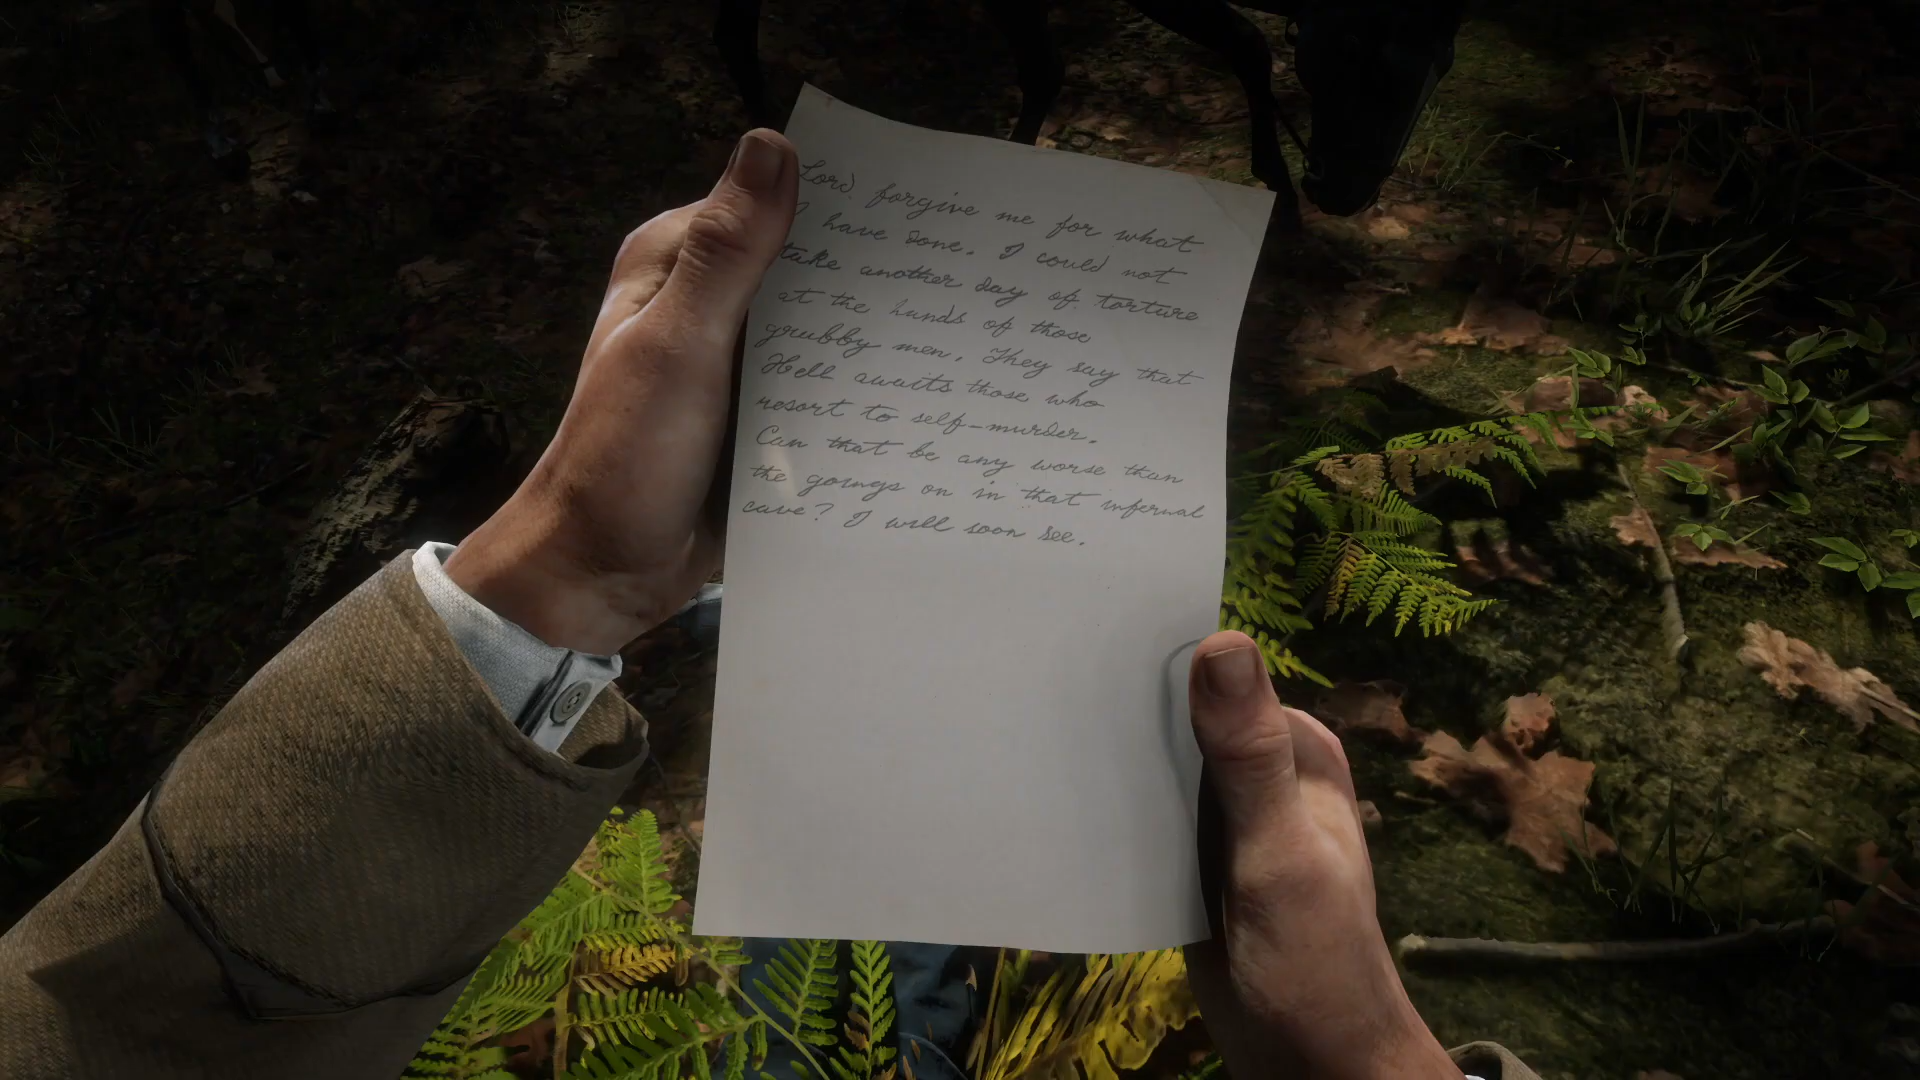 Lord forgive me for what
I have done. I could not
take another day of torture
at the hands of those
grubby men. They say that
Hell awaits those who
resort to self-murder.
Can that be any worse than
the goings on in that infernal
cave? I will soon see.